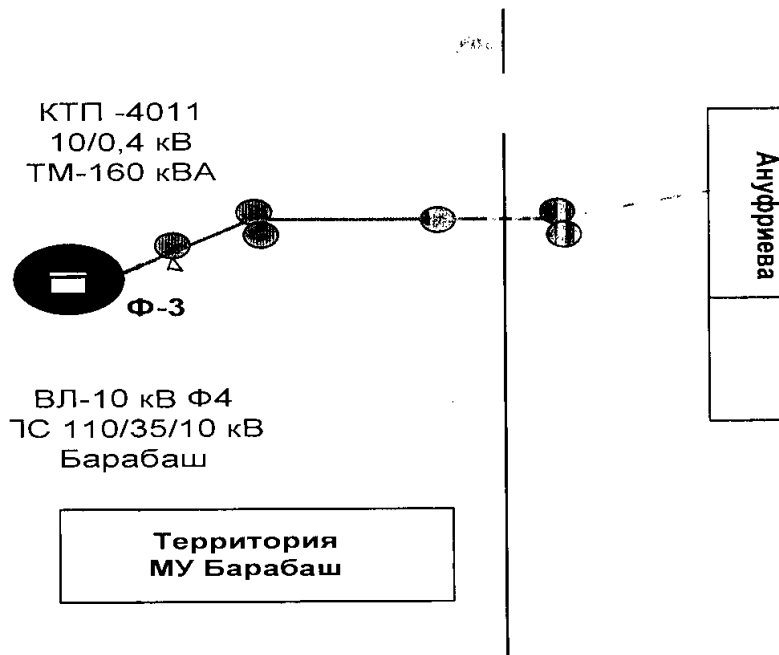 КТП -4011
10/0,4 кВ
ТМ-160 кВА
Ануфриева
Ф-3
ВЛ-10 кВ Ф4
ПС 110/35/10 кВ
Барабаш
Территория
МУ Барабаш